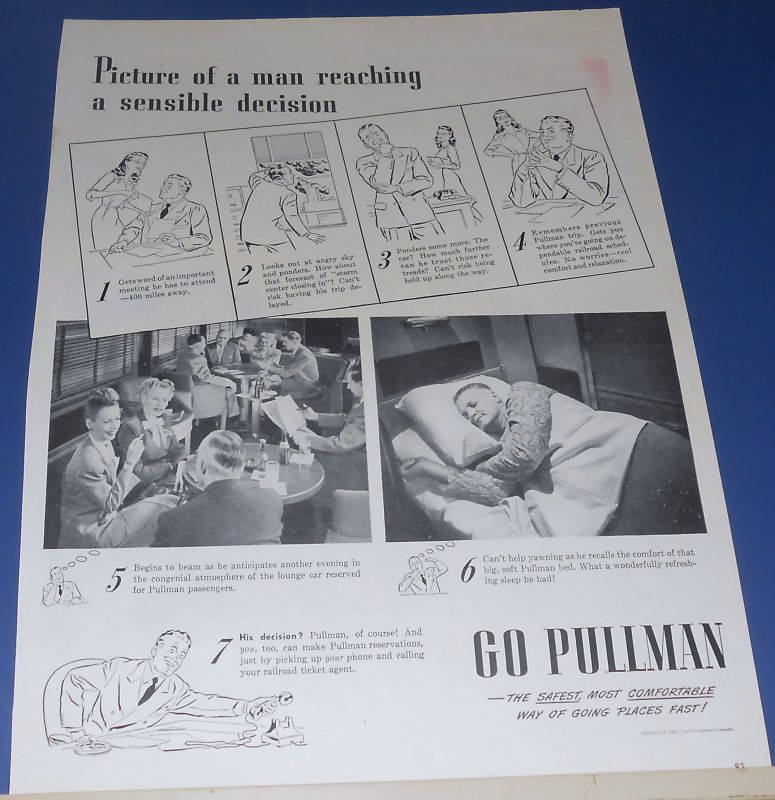 Picture of a man reaching
a sensible decision
1 Gets word of an important
meeting he has to attend
—400 miles away.
2 Looks out at angry sky
and ponders. How about
that forecast of "storm
center closing in"? Can't
risk having his trip de-
layed.
3 Ponders some more. The
car? How much further
can he trust those re-
treads? Can't risk being
held up along the way.
4 Remembers previous
Pullman trip. Gets you
where you're going on de-
pendable railroad sched-
ules. No worries—real
comfort and relaxation.
5 Begins to beam as he anticipates another evening in
the congenial atmosphere of the lounge car reserved
for Pullman passengers.
6 Can't help yawning as he recalls the comfort of that
big, soft Pullman bed. What a wonderfully refresh-
ing sleep he had!
7 His decision? Pullman, of course! And
you, too, can make Pullman reservations,
just by picking up your phone and calling
your railroad ticket agent.
GO PULLMAN
—THE SAFEST, MOST COMFORTABLE
WAY OF GOING PLACES FAST!
THE PULLMAN COMPANY